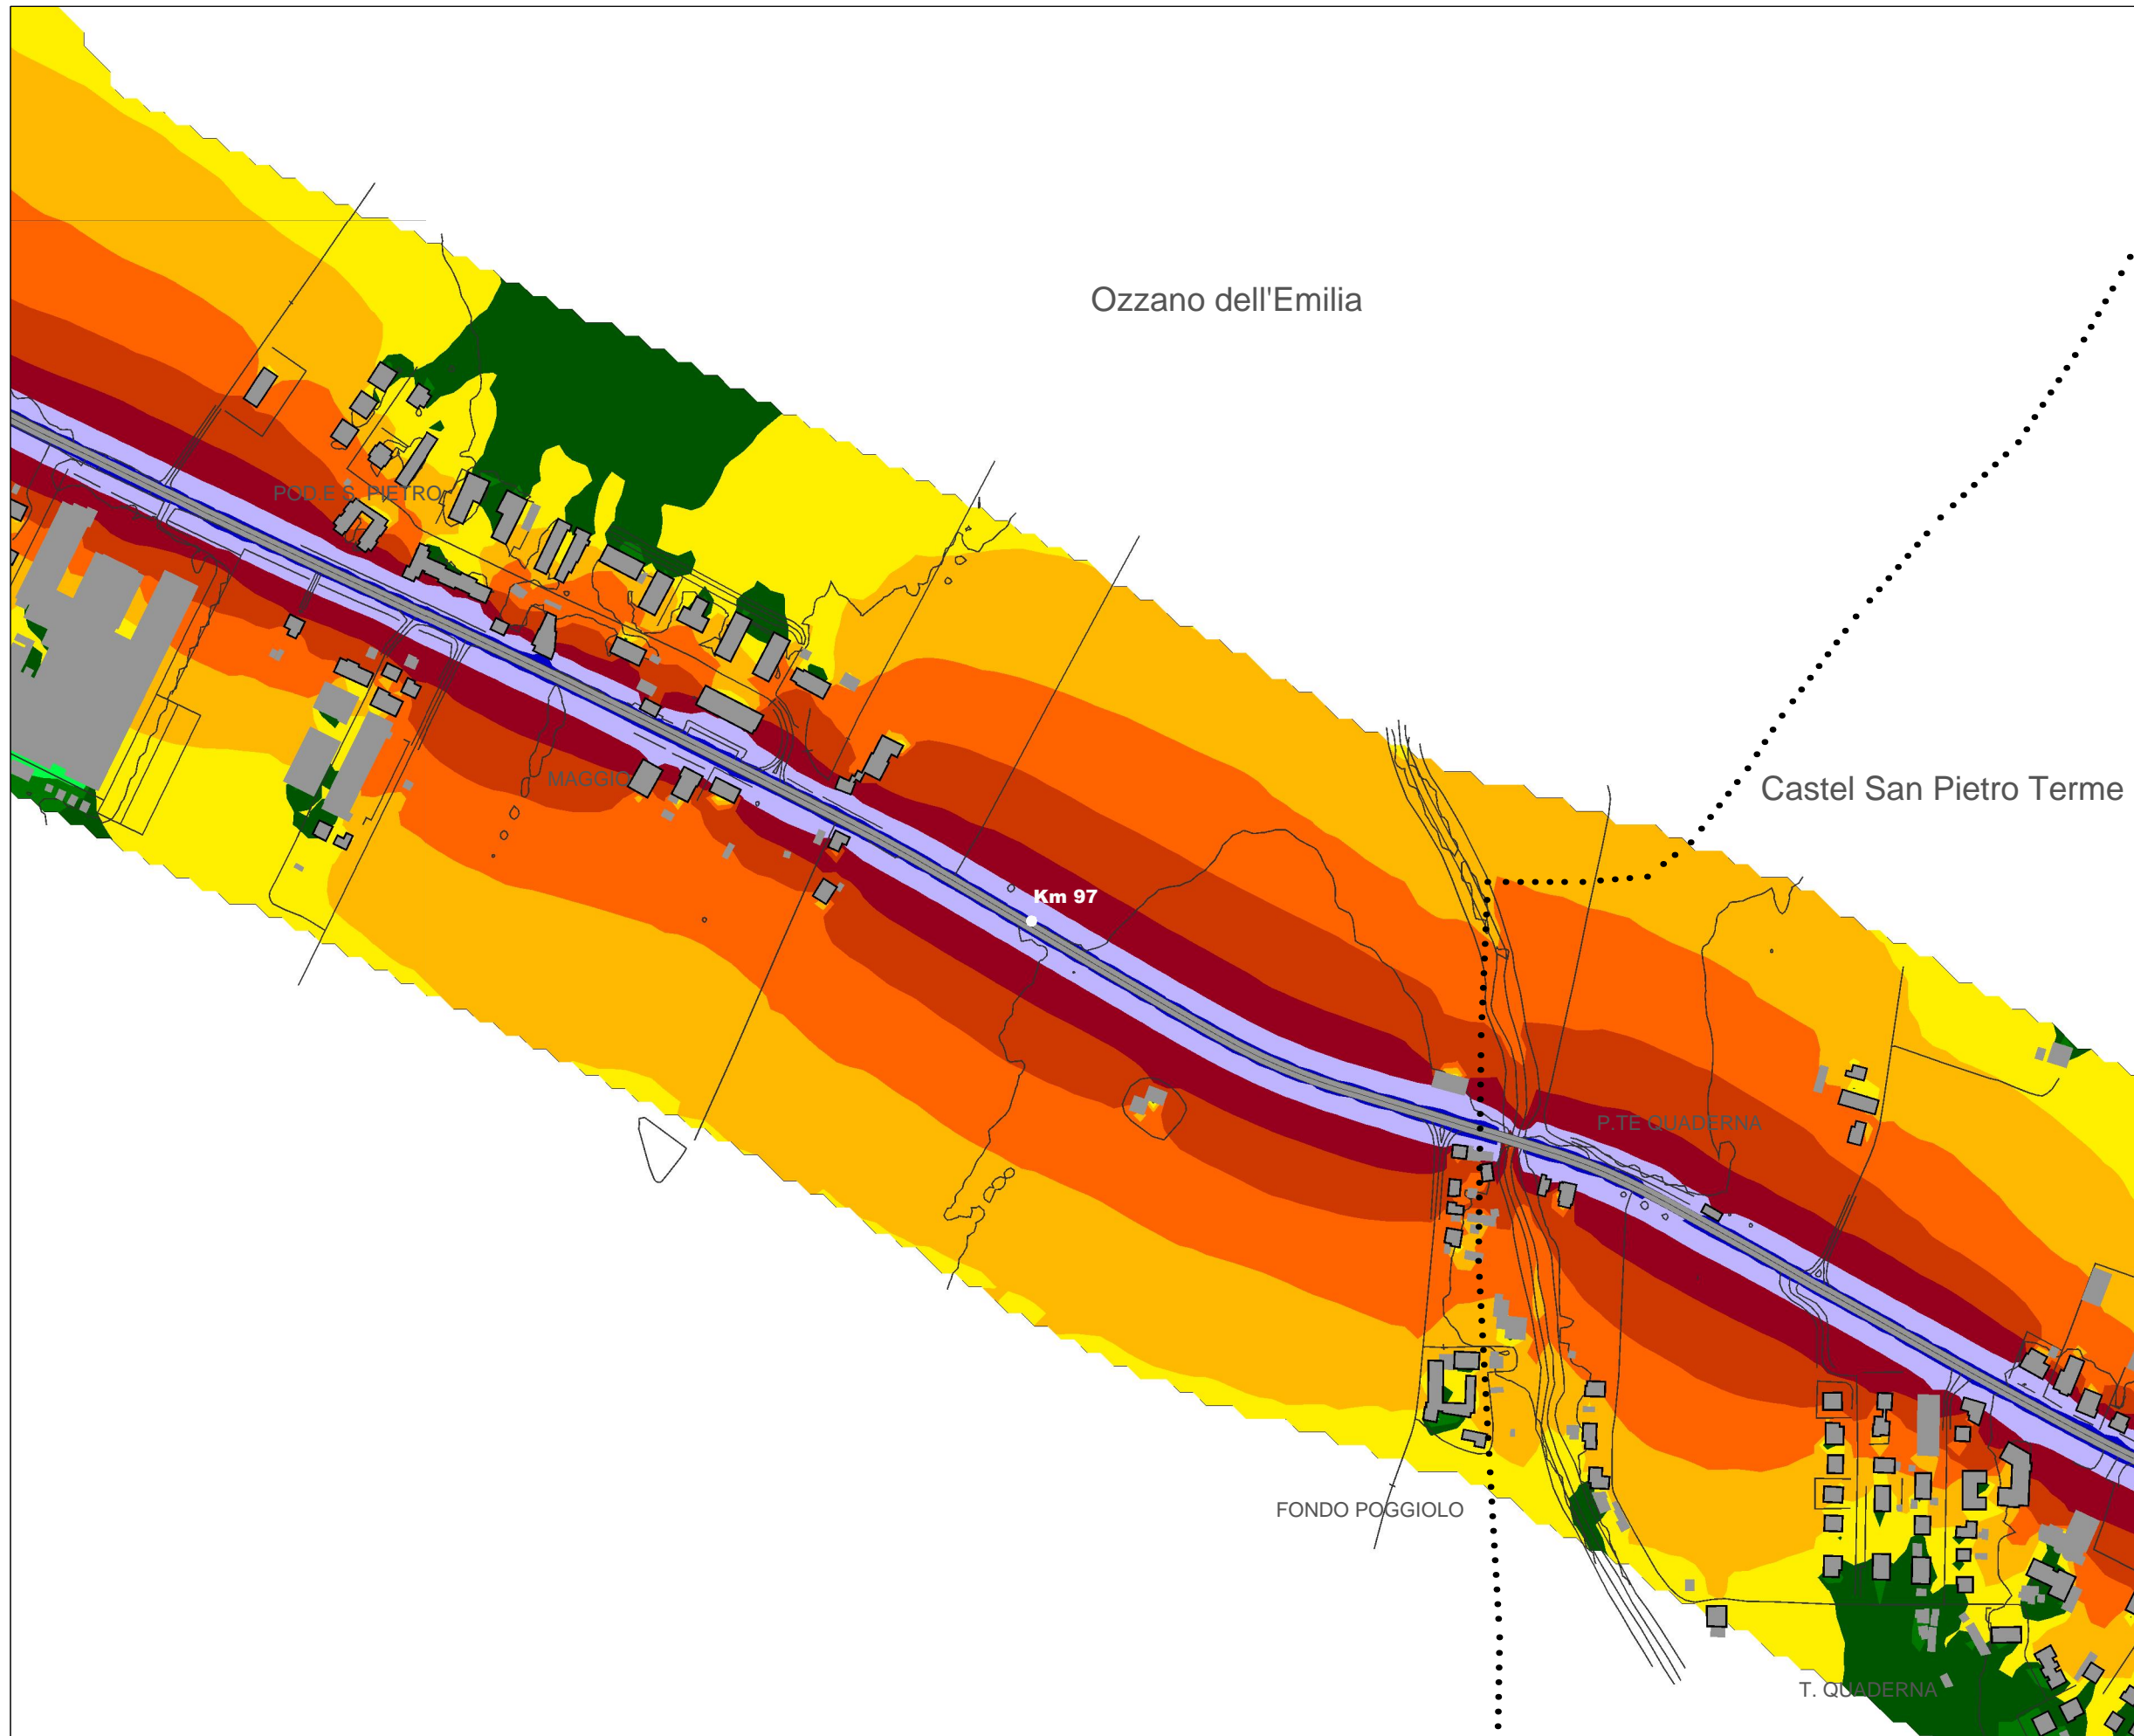 Ozzano dell'Emilia
POD.E S. PIETRO
MAGGIO
Castel San Pietro Terme
Km 97
P.TE QUADERNA
FONDO POGGIOLO
T. QUADERNA